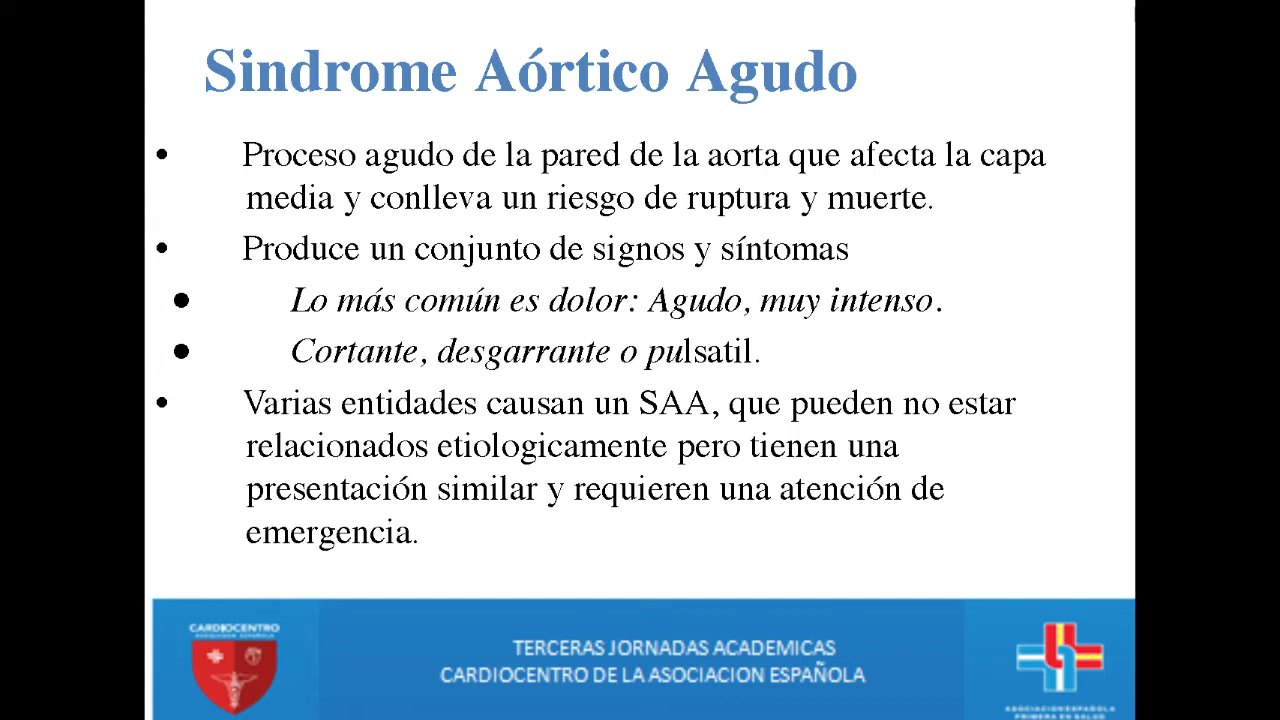 Sindrome Aórtico Agudo
• Proceso agudo de la pared de la aorta que afecta la capa
media y conlleva un riesgo de ruptura y muerte.
• Produce un conjunto de signos y síntomas
● Lo más común es dolor: Agudo, muy intenso.
● Cortante, desgarrante o pulsatil.
• Varias entidades causan un SAA, que pueden no estar
relacionados etiologicamente pero tienen una
presentación similar y requieren una atención de
emergencia.
CARDIOCENTRO
ASOCIACION ESPAÑOLA
TERCERAS JORNADAS ACADEMICAS
CARDIOCENTRO DE LA ASOCIACION ESPAÑOLA
ASOCIACION ESPAÑOLA
PRIMERA EN SALUD